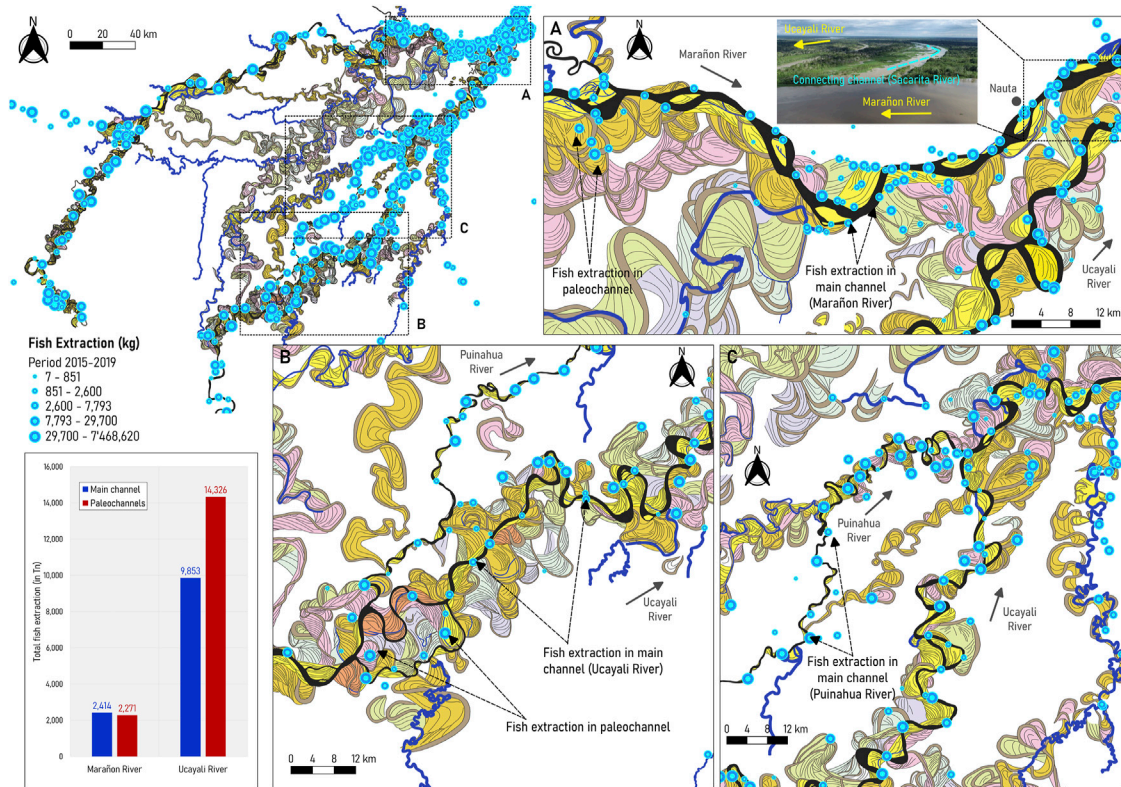 N
0 20 40 km
A
C
B
Fish Extraction (kg)
Period 2015-2019
7 - 851
851 - 2,600
2,600 - 7,793
7,793 - 29,700
29,700 - 7'468,620
16,000
14,000
12,000
10,000
8,000
6,000
4,000
2,000
0
Total fish extraction (in Tn)
Main channel
Paleochannels
2,414
2,271
9,853
14,326
Marañon River
Ucayali River
A
N
Marañon
River
Ucayali River
Connecting channel (Sacarita River)
Marañon River
Nauta
Fish extraction in
paleochannel
Fish extraction in
main channel
(Marañon River)
Ucayali
River
0 4 8 12 km
B
Puinahua
River
N
Ucayali
River
Fish extraction in main
channel (Ucayali River)
Fish extraction in paleochannel
0 4 8 12 km
C
N
Puinahua
River
Ucayali
River
Fish extraction in
main channel
(Puinahua River)
0 4 8 12 km